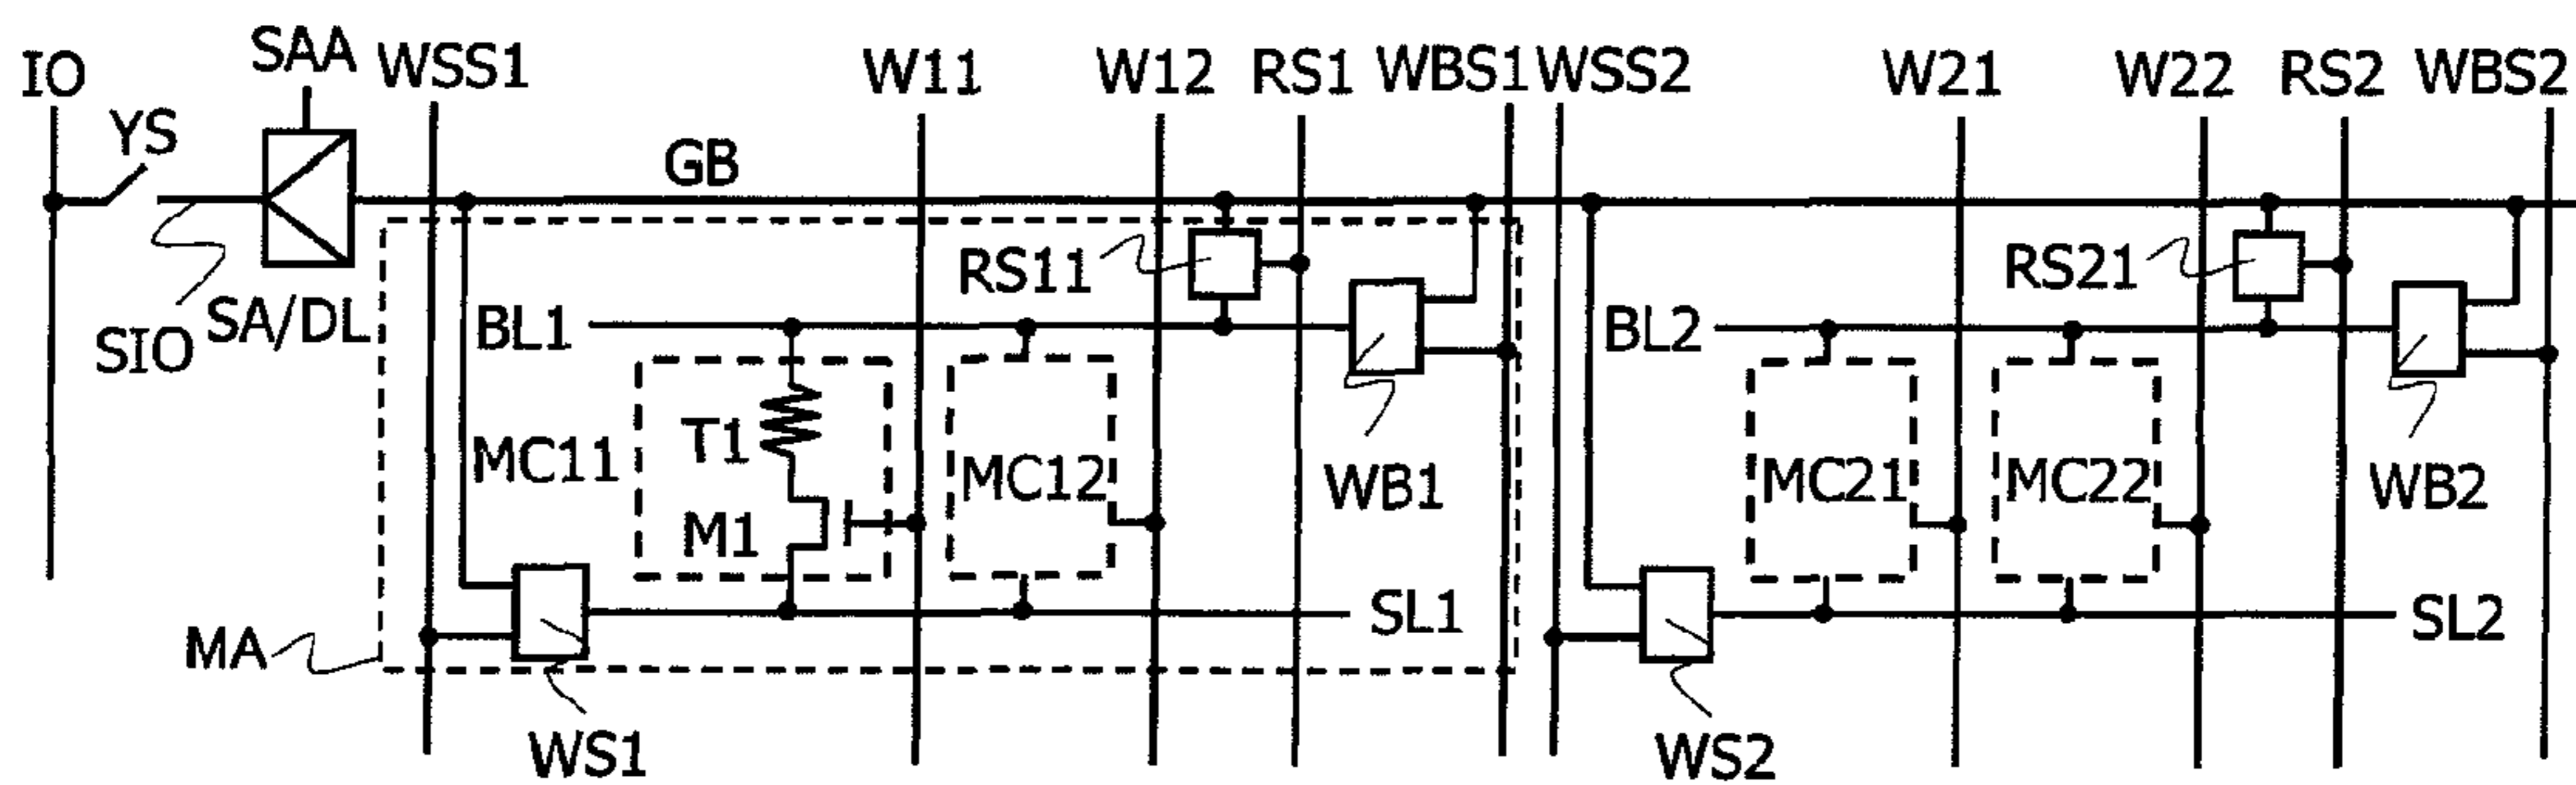 IO
YS
SAA
WSS1
W11
W12
RS1
WBS1
WSS2
W21
W22
RS2
WBS2
GB
SIO
SA/DL
BL1
RS11
BL2
RS21
MC11
T1
M1
MC12
WB1
MC21
MC22
WB2
MA
WS1
SL1
WS2
SL2